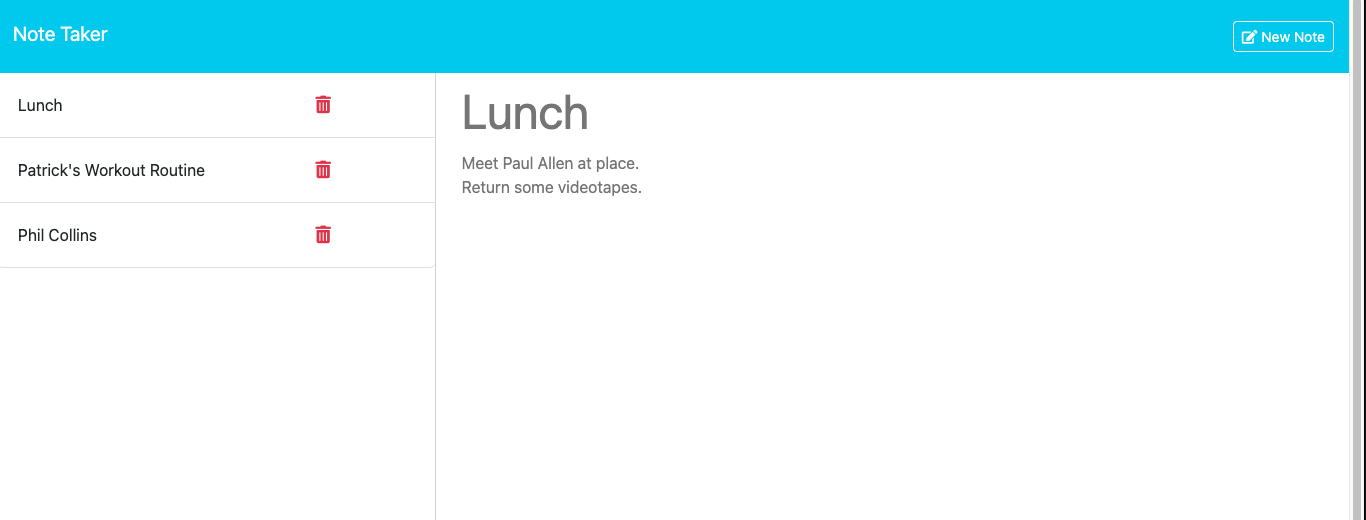 Note Taker
New Note
Lunch
Patrick's Workout Routine
Phil Collins
Lunch
Meet Paul Allen at place.
Return some videotapes.